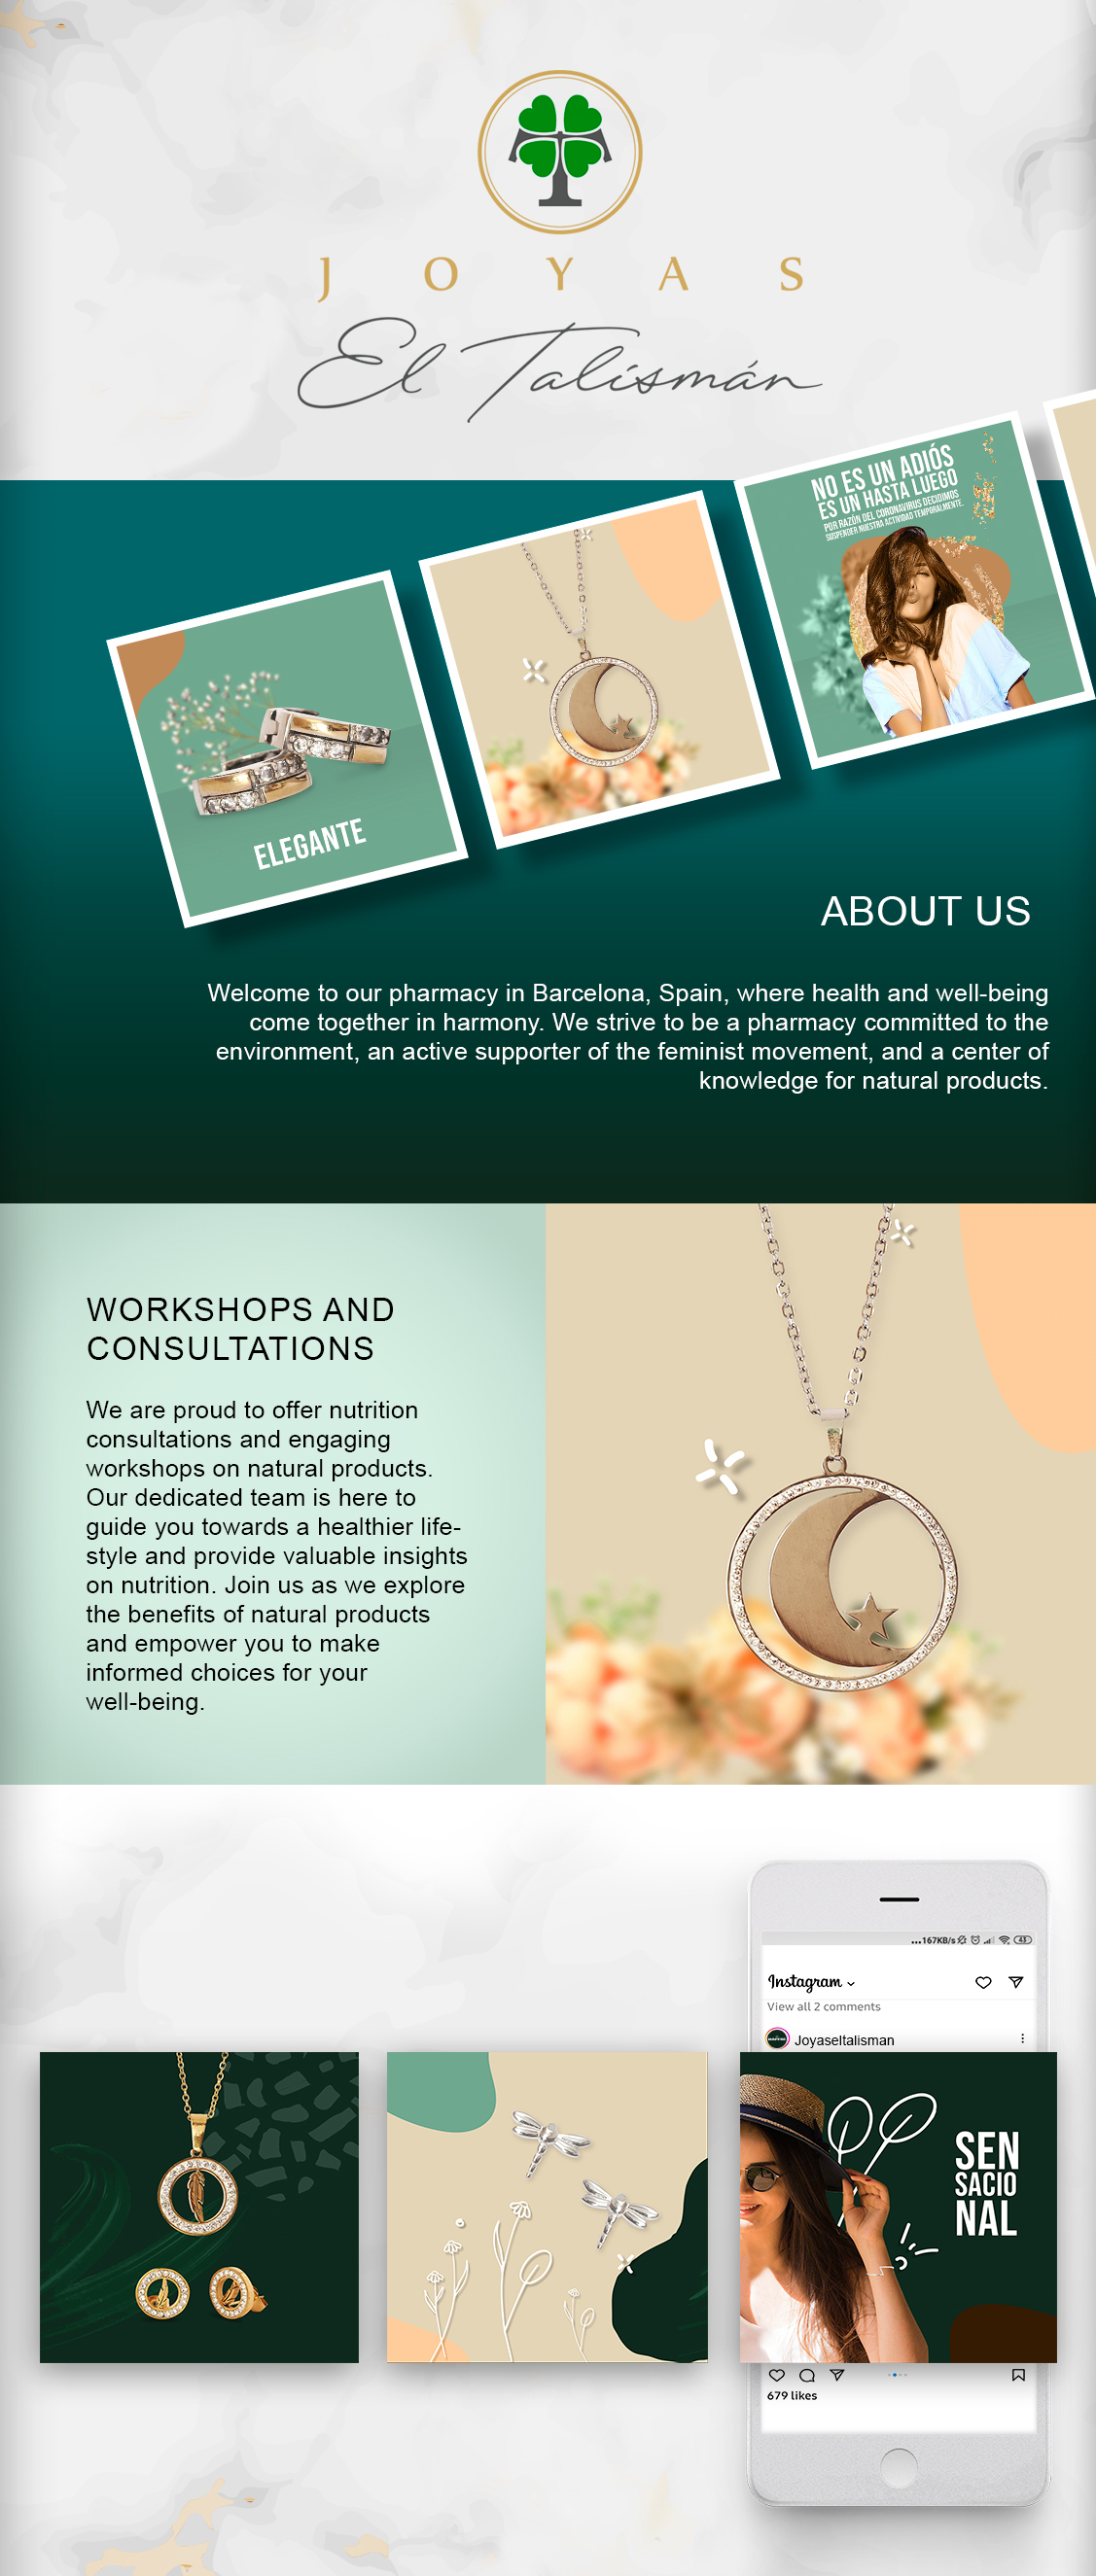 J O Y A S
El Talismán
NO ES UN ADIÓS
ES UN HASTA LUEGO
POR RAZÓN DEL CORONAVIRUS DECIDIMOS
SUSPENDER NUESTRA ACTIVIDAD TEMPORALMENTE.
ELEGANTE
ABOUT US
Welcome to our pharmacy in Barcelona, Spain, where health and well-being
come together in harmony. We strive to be a pharmacy committed to the
environment, an active supporter of the feminist movement, and a center of
knowledge for natural products.
WORKSHOPS AND
CONSULTATIONS
We are proud to offer nutrition
consultations and engaging
workshops on natural products.
Our dedicated team is here to
guide you towards a healthier life-
style and provide valuable insights
on nutrition. Join us as we explore
the benefits of natural products
and empower you to make
informed choices for your
well-being.
...167KB/s 43
Instagram
View all 2 comments
Joyaseltalisman
SEN
SACIO
NAL
679 likes